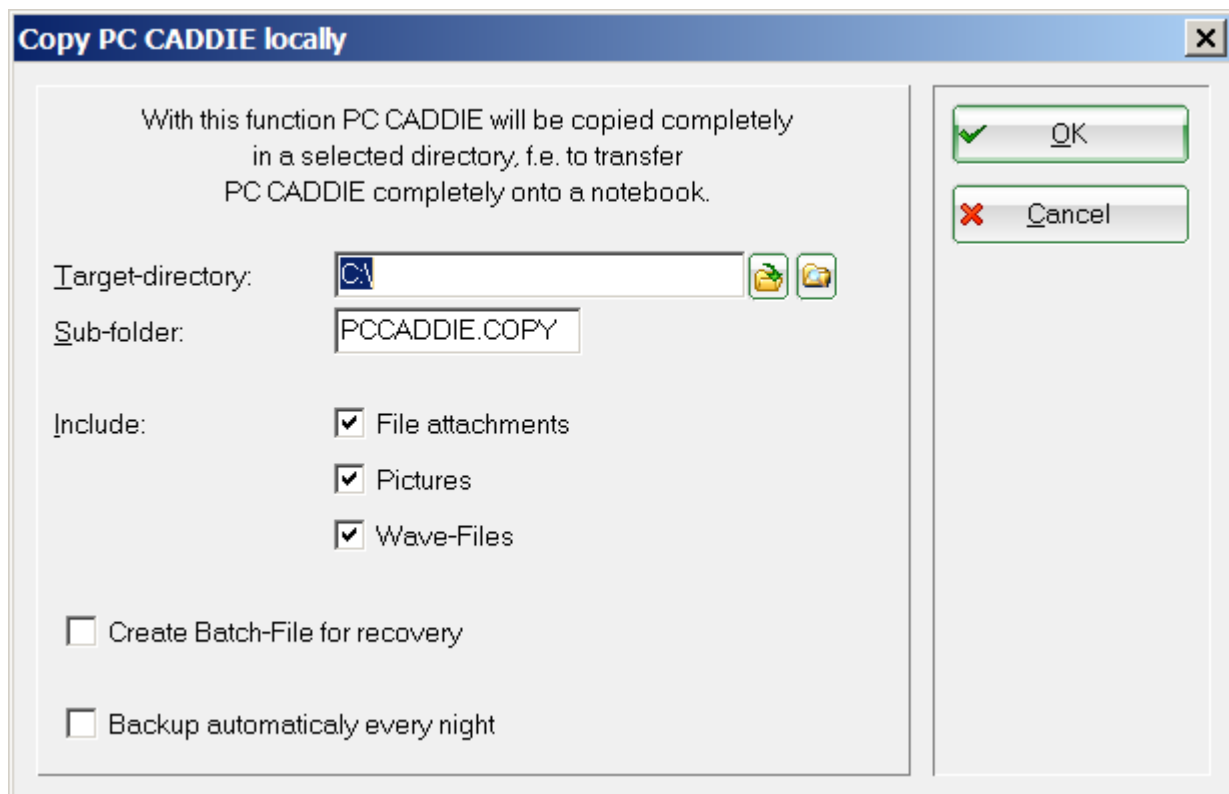 Copy PC CADDIE locally
With this function PC CADDIE will be copied completely
in a selected directory, f.e. to transfer
PC CADDIE completely onto a notebook.
OK
Cancel
Target-directory: C:\
Sub-folder: PCCADDIE.COPY
Include: File attachments
Pictures
Wave-Files
Create Batch-File for recovery
Backup automaticaly every night